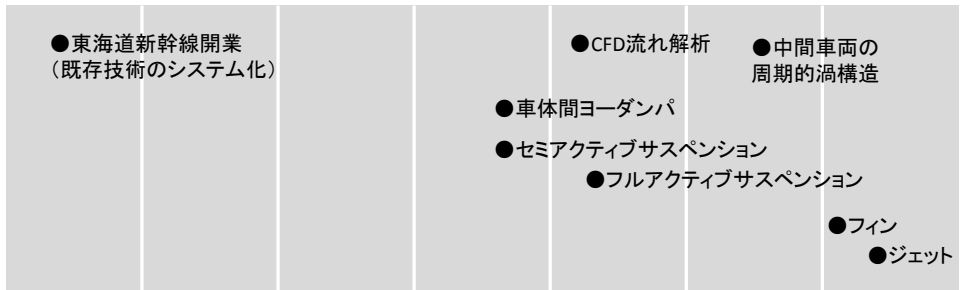 ●東海道新幹線開業
（既存技術のシステム化）
●CFD流れ解析
●中間車両の
周期的渦構造
●車体間ヨーダンパ
●セミアクティブサスペンション
●フルアクティブサスペンション
●フィン
●ジェット